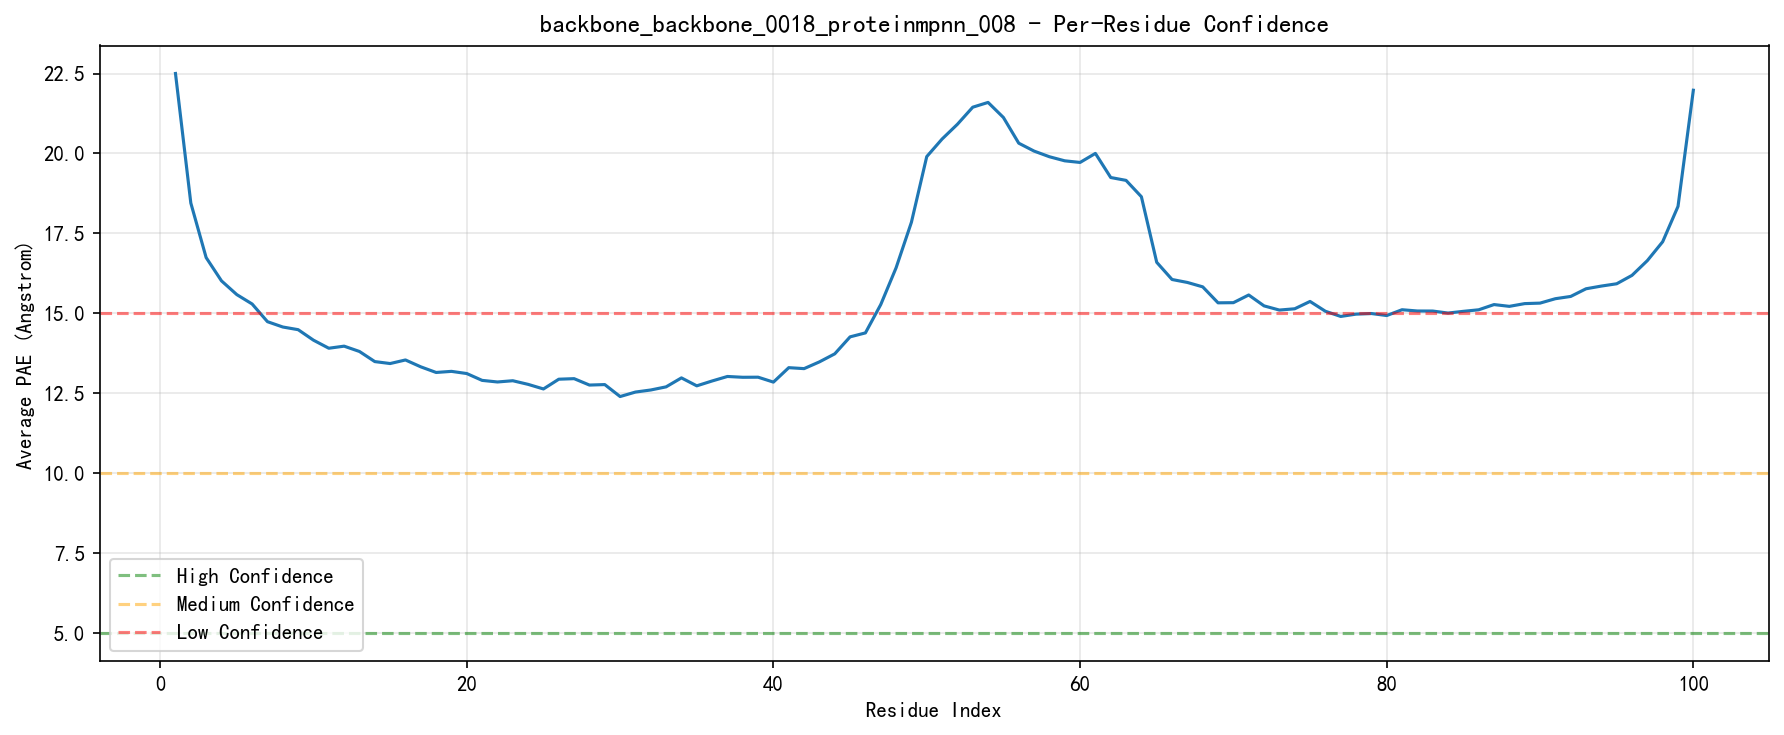 backbone_backbone_0018_proteinmpnn_008 - Per-Residue Confidence
22.5
20.0
17.5
15.0
12.5
10.0
7.5
5.0
Average PAE (Angstrom)
High Confidence
Medium Confidence
Low Confidence
0 20 40 60 80 100
Residue Index